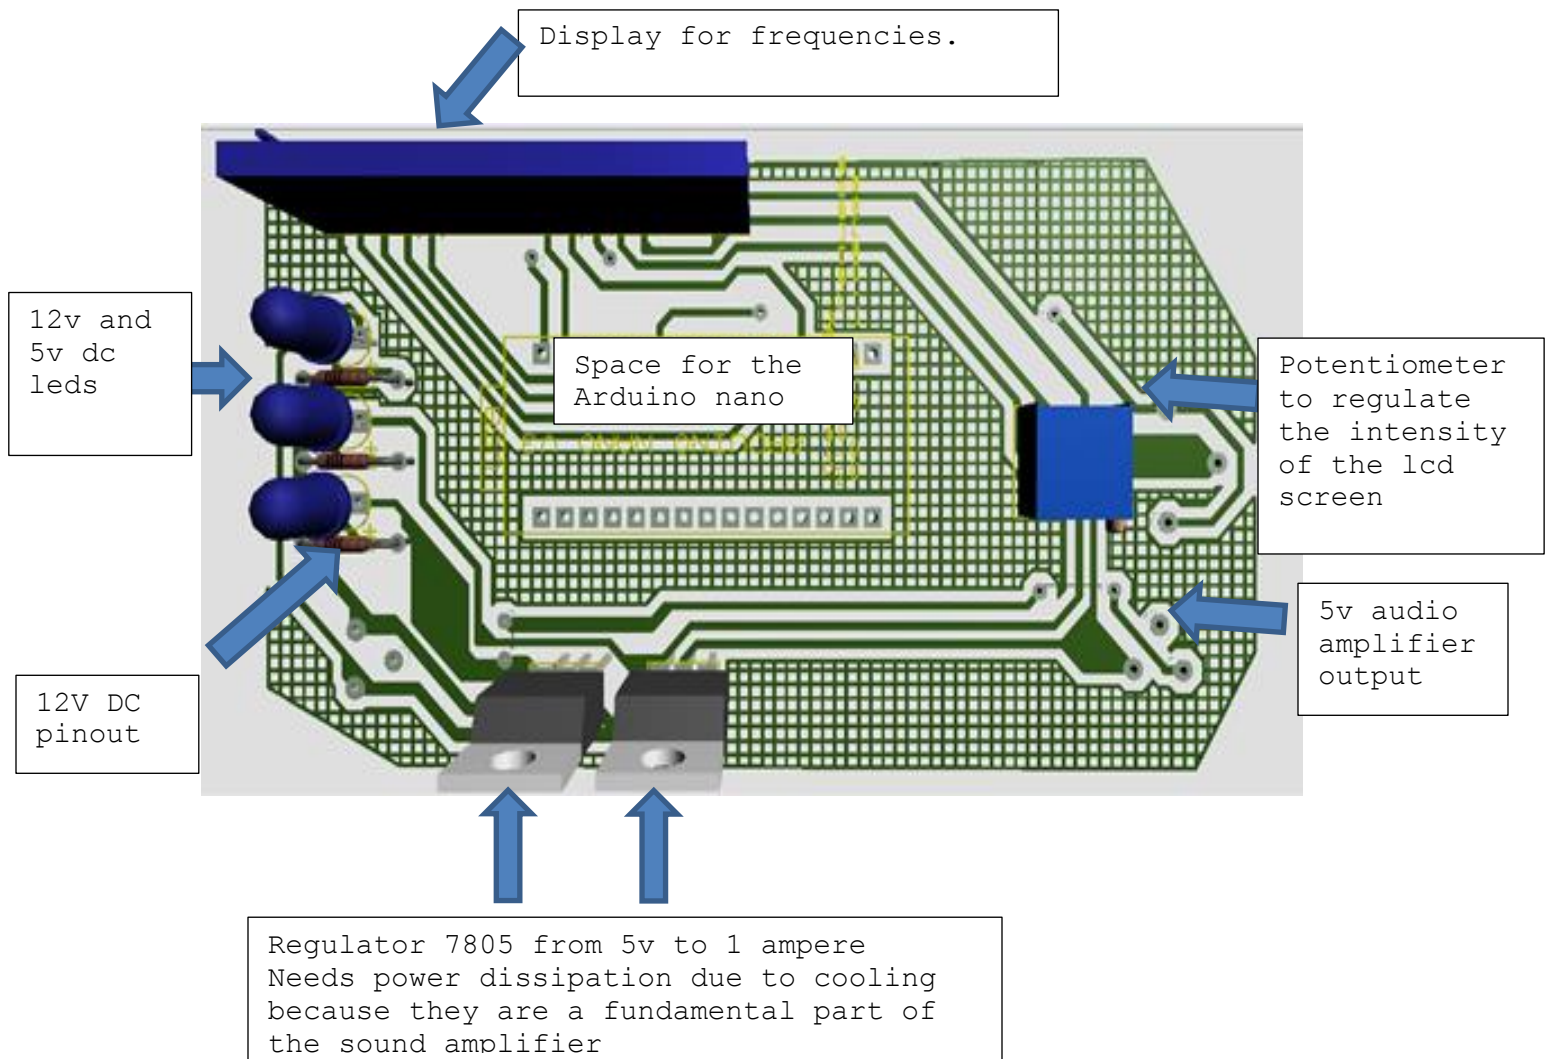 Display for frequencies.
12v and
5v dc
leds
Space for the
Arduino nano
Potentiometer
to regulate
the intensity
of the lcd
screen
5v audio
amplifier
output
12V DC
pinout
Regulator 7805 from 5v to 1 ampere
Needs power dissipation due to cooling
because they are a fundamental part of
the sound amplifier